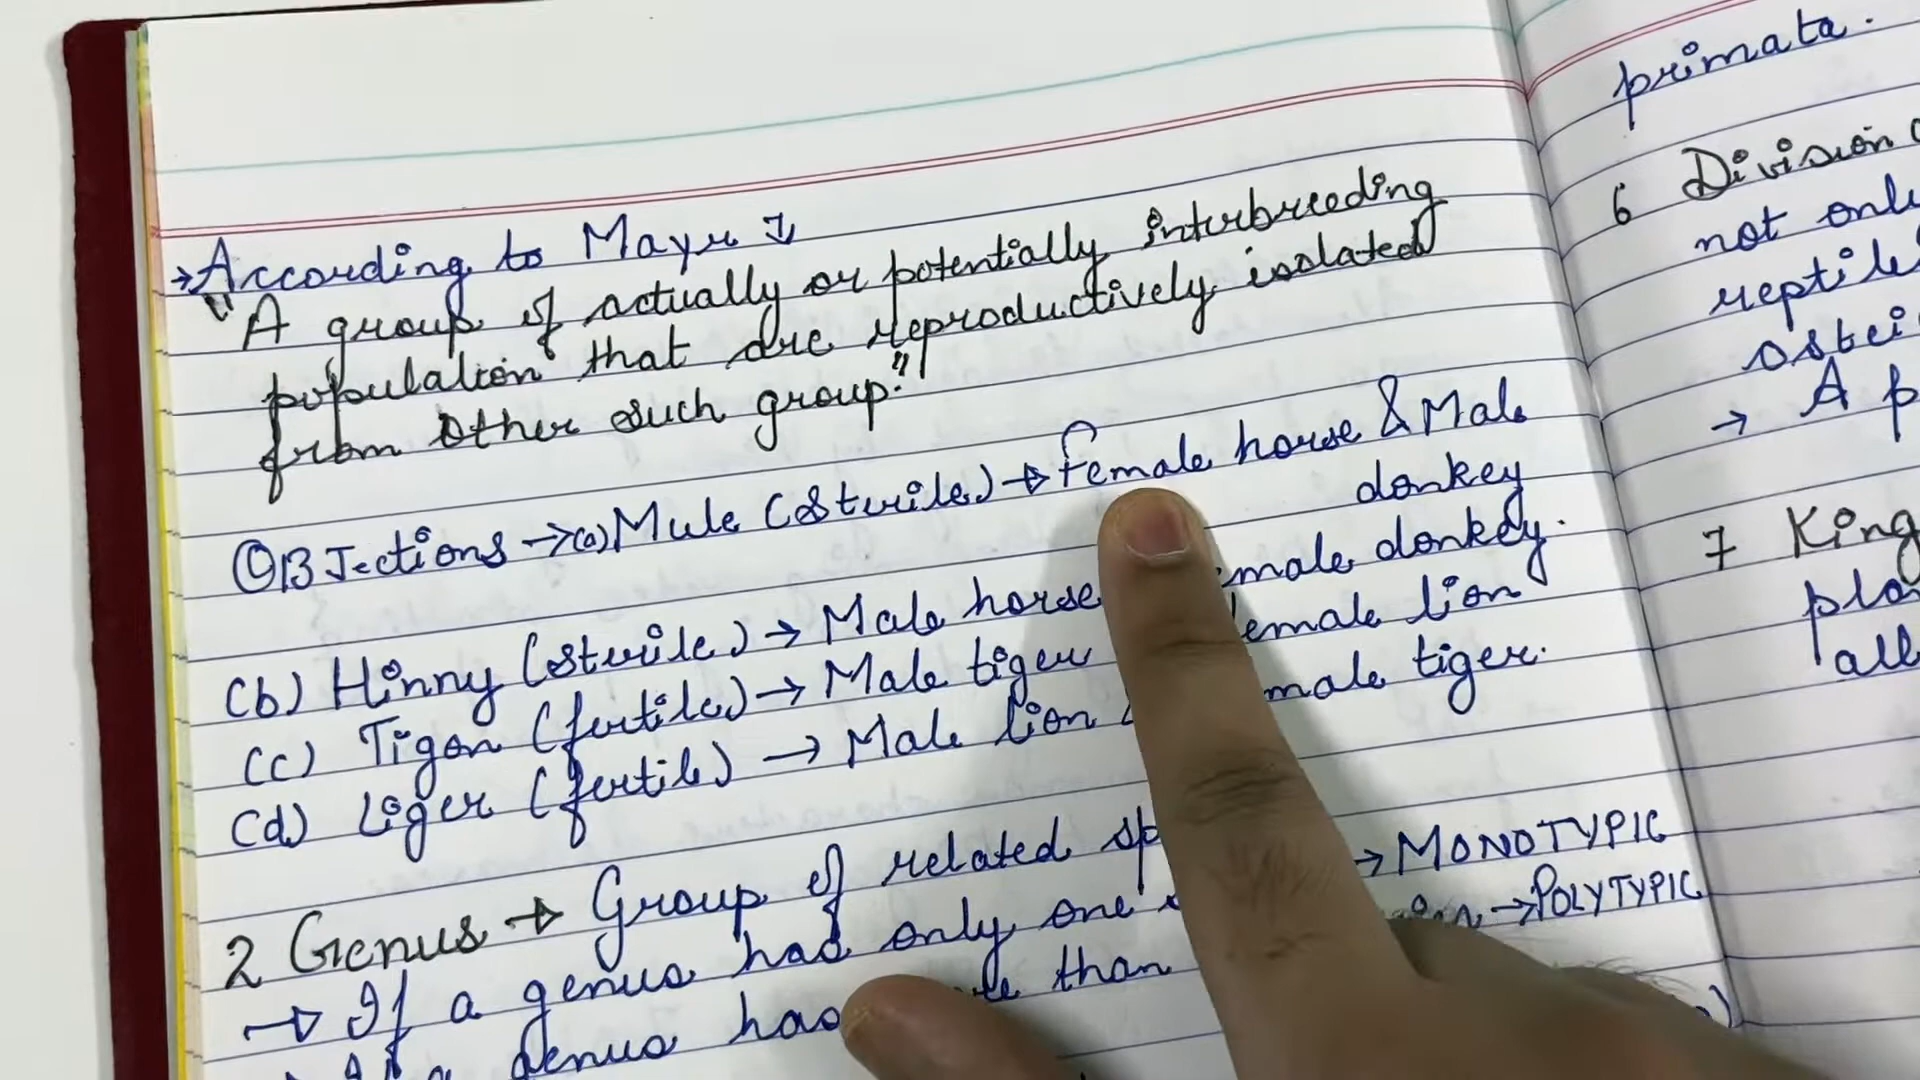 →According to Mayr :
"A group of actually or potentially interbreeding
population that are reproductively isolated
from other such group."
OBJections →(a) Mule (sterile) → female horse & Male
donkey
(b) Hinny (sterile) → Male horse male donkey.
(c) Tigon (fertile) → Male tiger female lion
(d) Liger (fertile) → Male lion male tiger.
2 Genus → Group of related
→ If a genus has only one → MONOTYPIC
genus has than → POLYTYPIC
primata.
6 Division
not only
reptiles
ostei
→ A p
7 King
pla
all